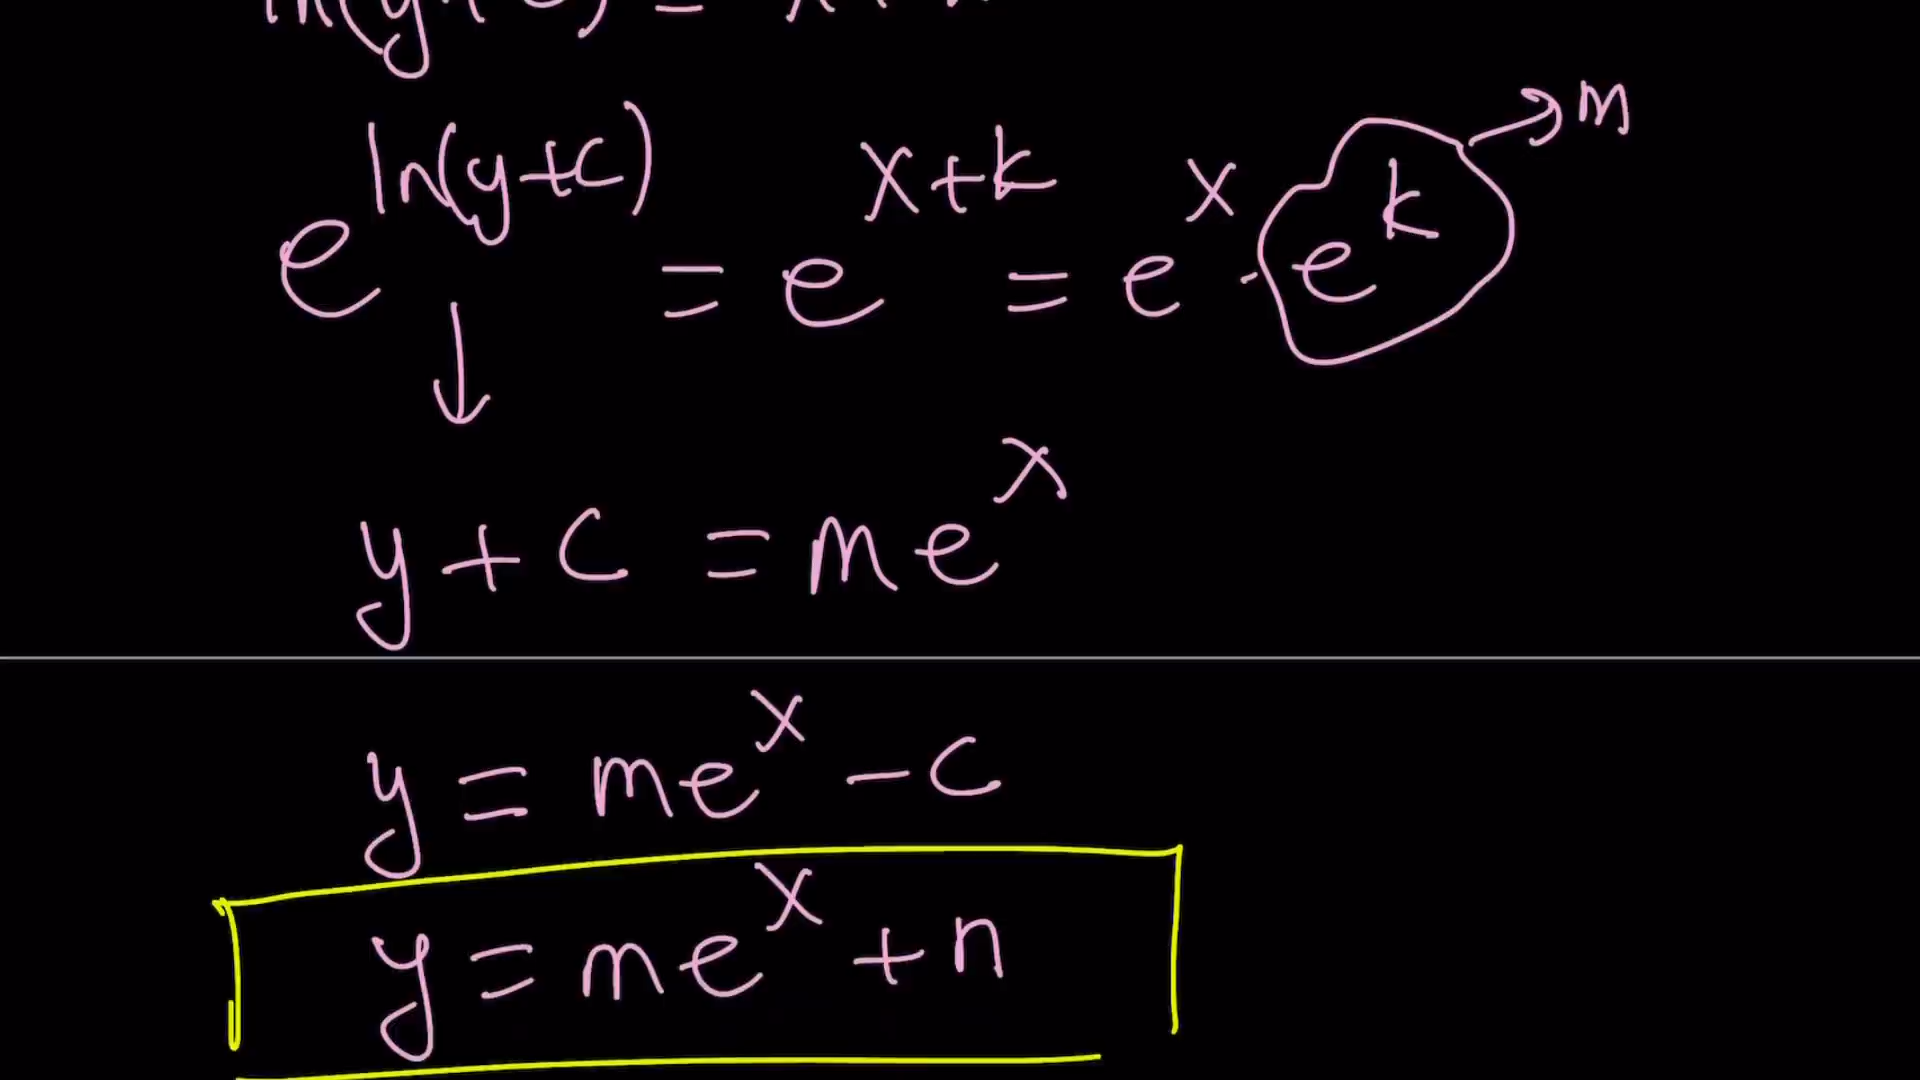 e^{ln(y+c)} = e^{x+k} = e^x · e^k → m
y + c = me^x
y = me^x - c
y = me^x + n